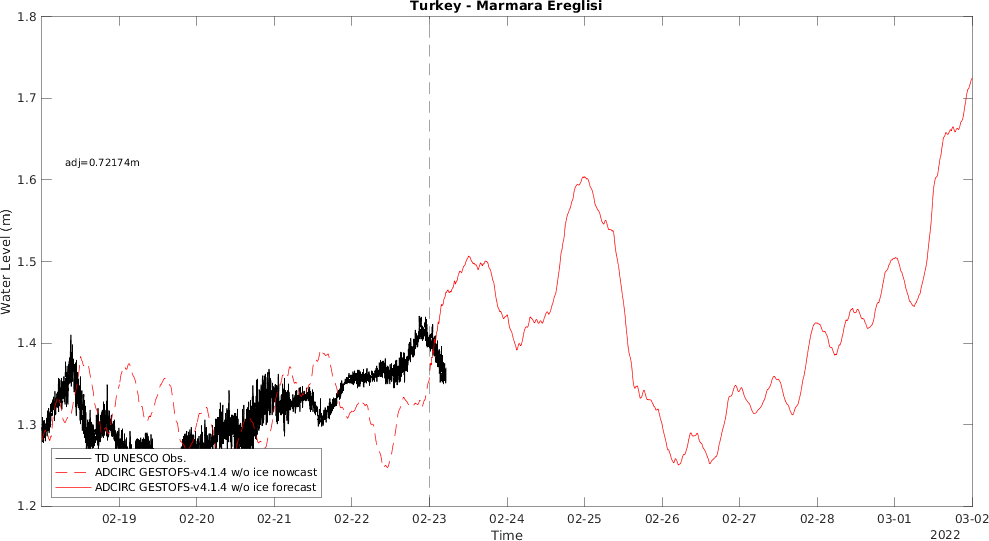 Turkey - Marmara Ereglisi
Water Level (m)
1.8
1.7
1.6
1.5
1.4
1.3
1.2
adj=0.72174m
TD UNESCO Obs.
ADCIRC GESTOFS-v4.1.4 w/o ice nowcast
ADCIRC GESTOFS-v4.1.4 w/o ice forecast
02-19 02-20 02-21 02-22 02-23 02-24 02-25 02-26 02-27 02-28 03-01 03-02
Time
2022